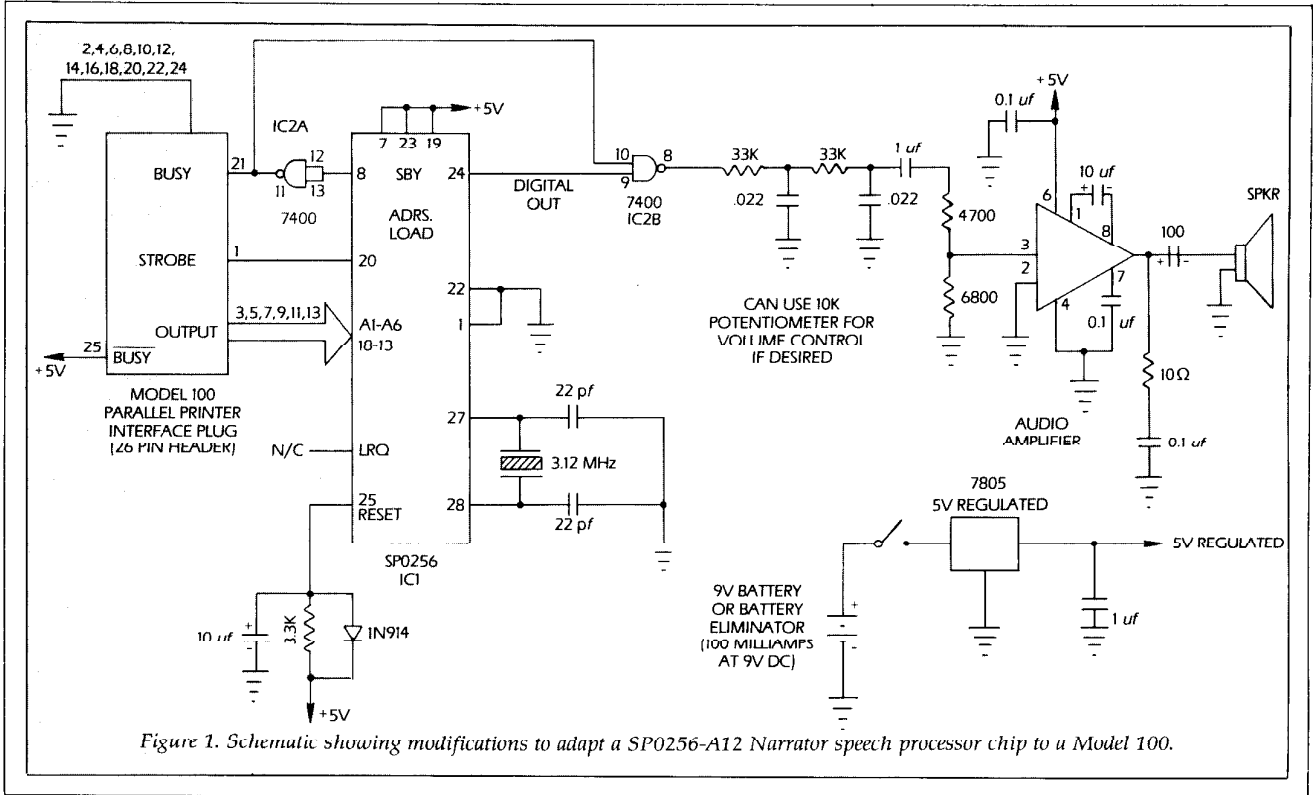 2,4,6,8,10,12,
14,16,18,20,22,24
IC2A
BUSY
21
12
11
13
7400
8
7
23
19
+5V
SBY
24
ADRS.
LOAD
DIGITAL
OUT
10
9
8
7400
IC2B
33K
33K
.022
.022
1 uf
4700
6800
CAN USE 10K
POTENTIOMETER FOR
VOLUME CONTROL
IF DESIRED
+5V
0.1 uf
6
1
10 uf
+
-
8
3
2
7
4
0.1 uf
100
+
-
SPKR
10Ω
0.1 uf
AUDIO
AMPLIFIER
STROBE
1
20
OUTPUT
3,5,7,9,11,13
A1-A6
10-13
25
BUSY
+5V
MODEL 100
PARALLEL PRINTER
INTERFACE PLUG
(26 PIN HEADER)
22
1
N/C
LRQ
25
RESET
27
28
22 pf
3.12 MHz
22 pf
SP0256
IC1
10 uf
+
-
3.3K
1N914
+5V
7805
5V REGULATED
5V REGULATED
9V BATTERY
OR BATTERY
ELIMINATOR
(100 MILLIAMPS
AT 9V DC)
+
-
1 uf
Figure 1. Schematic showing modifications to adapt a SP0256-A12 Narrator speech processor chip to a Model 100.